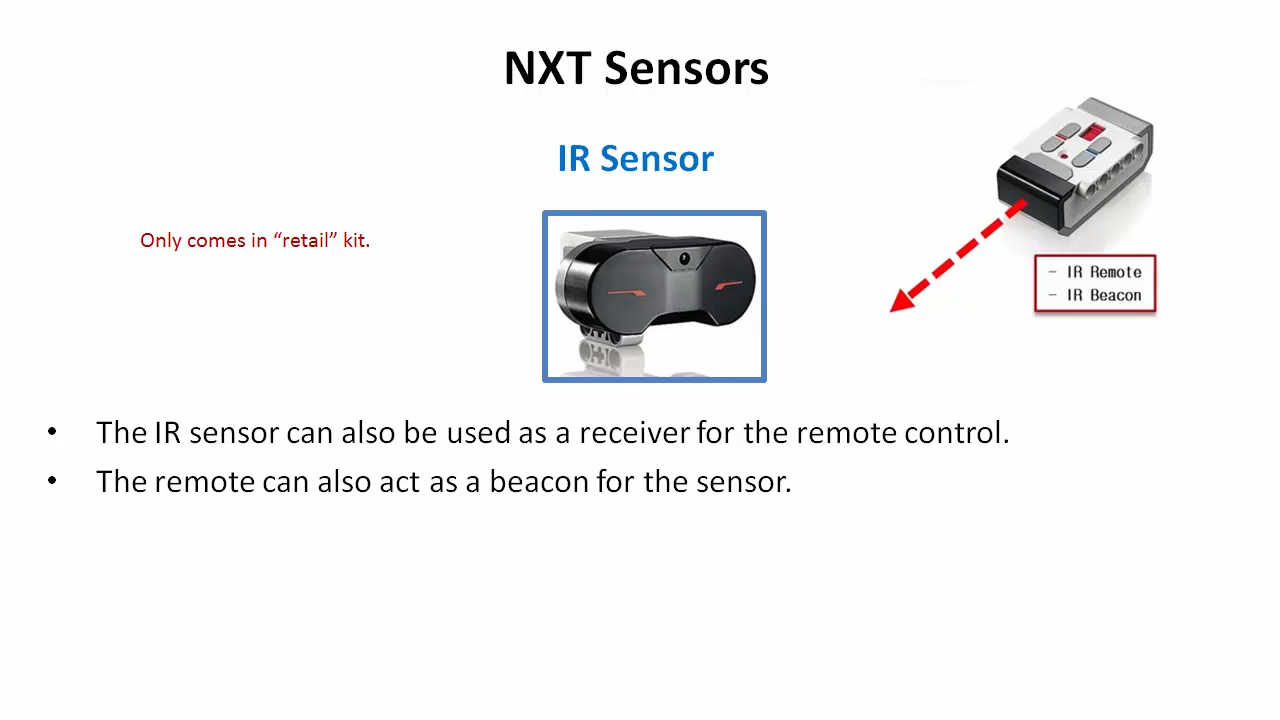 NXT Sensors
IR Sensor
Only comes in “retail” kit.
- IR Remote
- IR Beacon
• The IR sensor can also be used as a receiver for the remote control.
• The remote can also act as a beacon for the sensor.